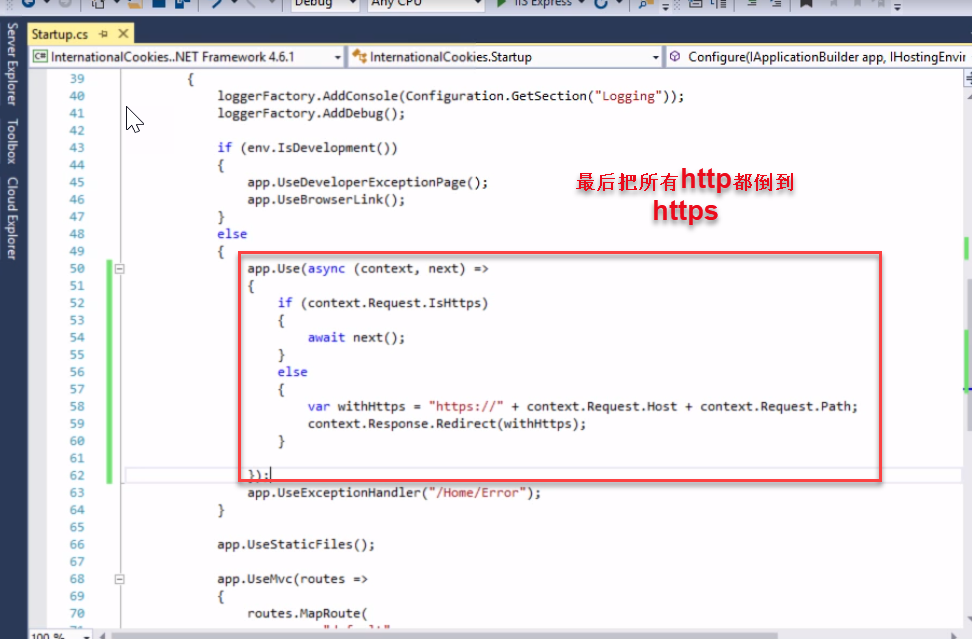 Debug
Any CPU
IIS Express
Server Explorer
Toolbox
Cloud Explorer
Startup.cs
C# InternationalCookies..NET Framework 4.6.1
InternationalCookies.Startup
Configure(IApplicationBuilder app, IHostingEnvir
39 {
40 loggerFactory.AddConsole(Configuration.GetSection("Logging"));
41 loggerFactory.AddDebug();
42
43 if (env.IsDevelopment())
44 {
45 app.UseDeveloperExceptionPage();
46 app.UseBrowserLink();
47 }
48 else
49 {
50 app.Use(async (context, next) =>
51 {
52 if (context.Request.IsHttps)
53 {
54 await next();
55 }
56 else
57 {
58 var withHttps = "https://" + context.Request.Host + context.Request.Path;
59 context.Response.Redirect(withHttps);
60 }
61
62 });
63 app.UseExceptionHandler("/Home/Error");
64 }
65
66 app.UseStaticFiles();
67
68 app.UseMvc(routes =>
69 {
70 routes.MapRoute(
最后把所有http都倒到
https
100 %